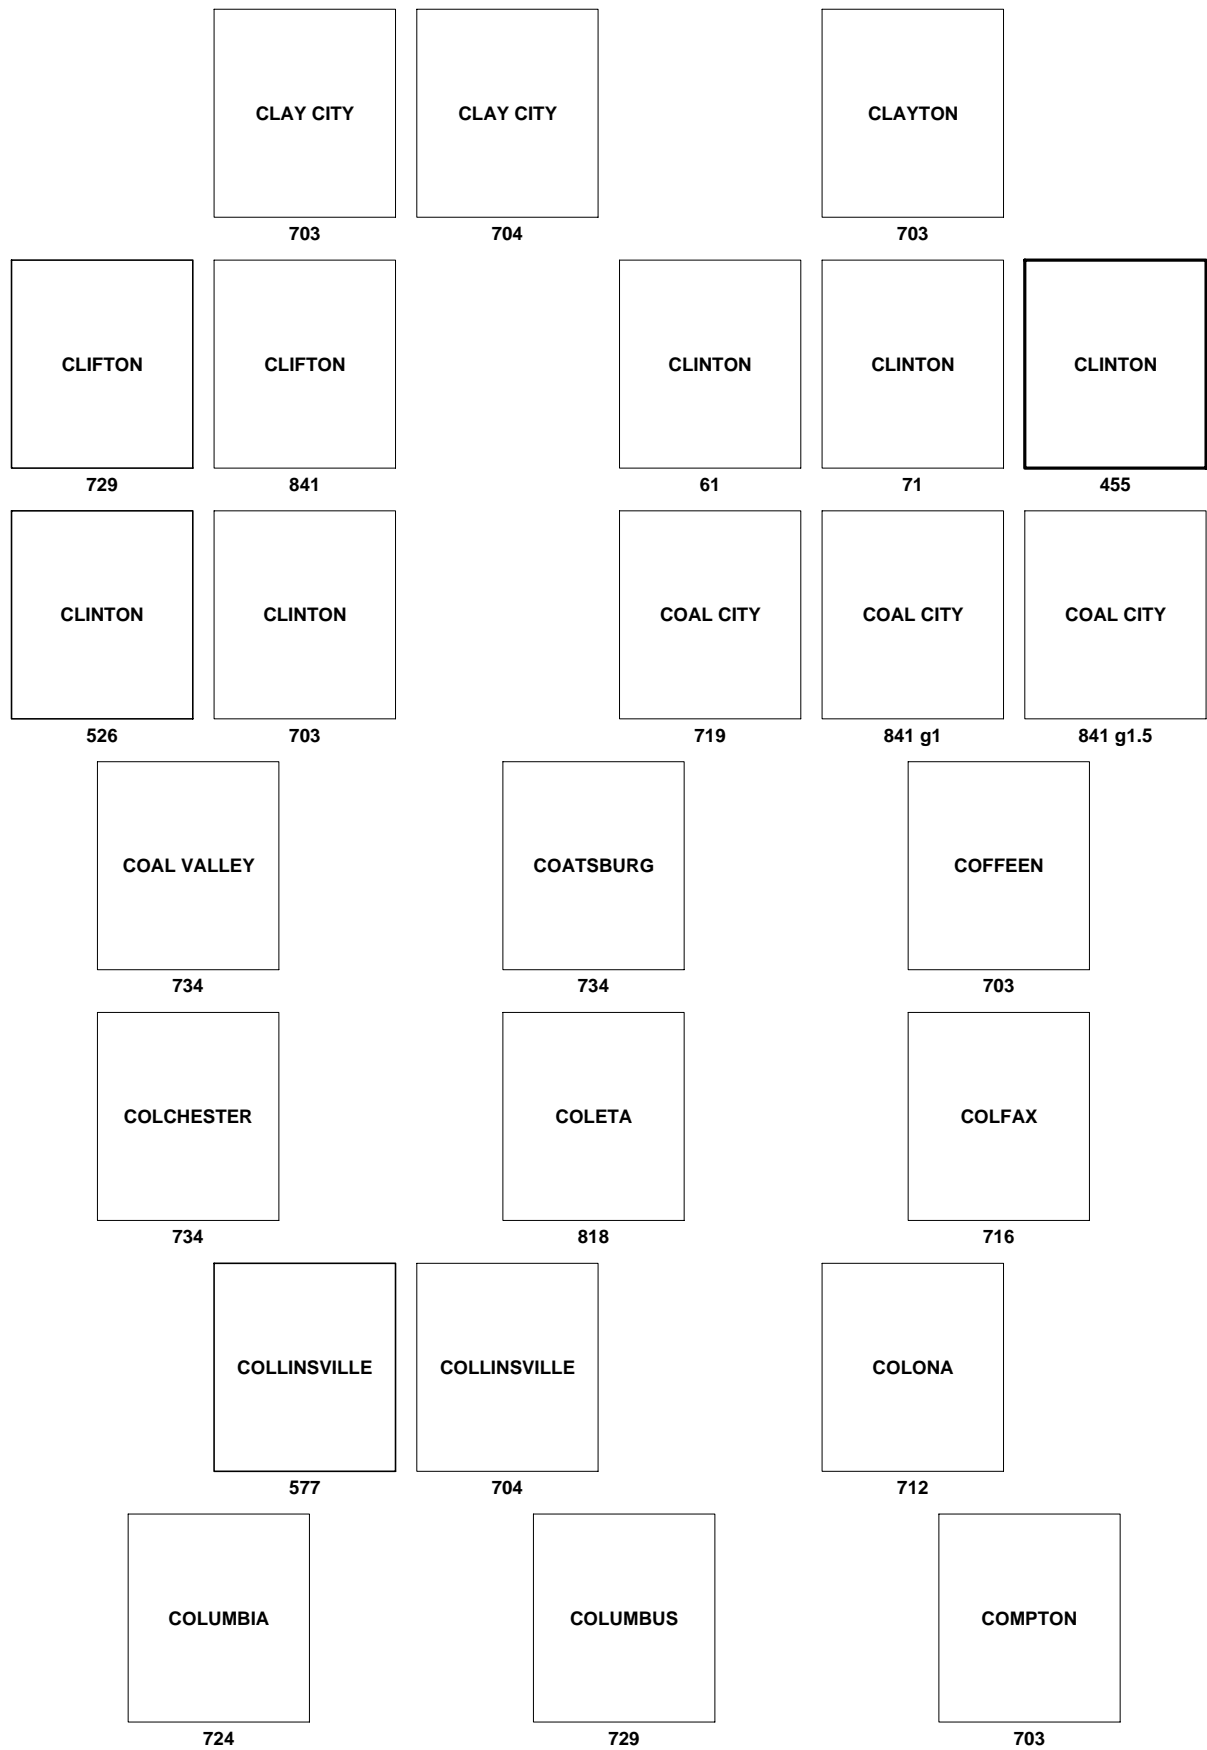 CLAY CITY CLAY CITY CLAYTON
703 704 703
CLIFTON CLIFTON CLINTON CLINTON CLINTON
729 841 61 71 455
CLINTON CLINTON COAL CITY COAL CITY COAL CITY
526 703 719 841 g1 841 g1.5
COAL VALLEY COATSBURG COFFEEN
734 734 703
COLCHESTER COLETA COLFAX
734 818 716
COLLINSVILLE COLLINSVILLE COLONA
577 704 712
COLUMBIA COLUMBUS COMPTON
724 729 703